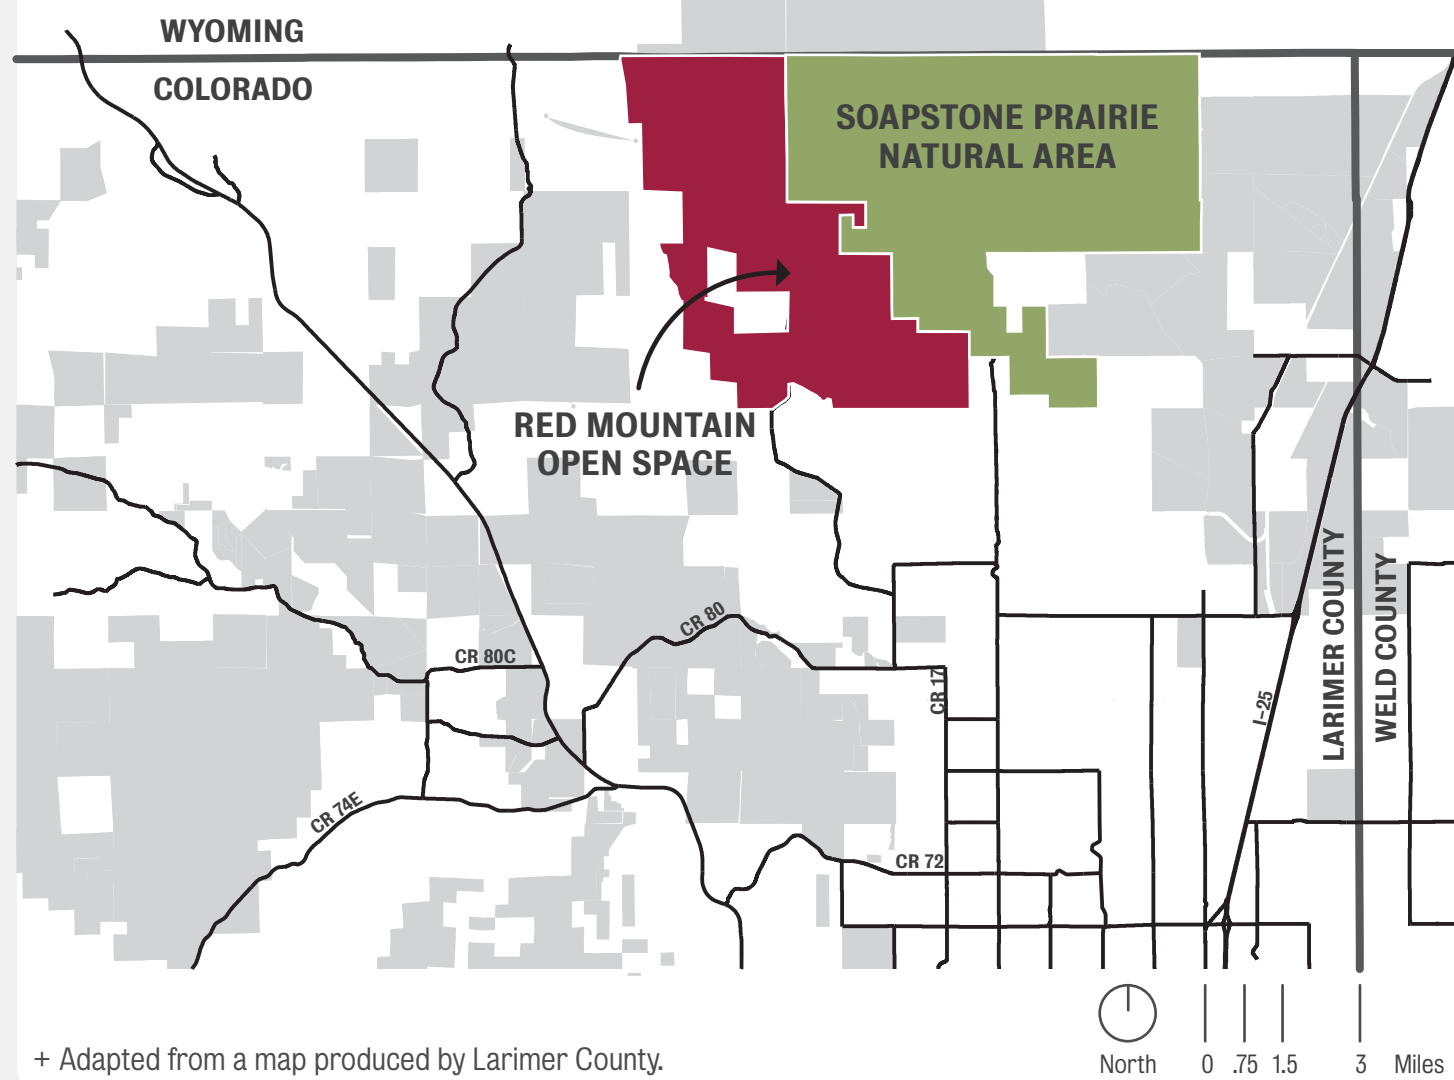 WYOMING
COLORADO
SOAPSTONE PRAIRIE
NATURAL AREA
RED MOUNTAIN
OPEN SPACE
CR 80
CR 80C
CR 17
I-25
LARIMER COUNTY
WELD COUNTY
CR 74E
CR 72
North
0 .75 1.5 3 Miles
+ Adapted from a map produced by Larimer County.